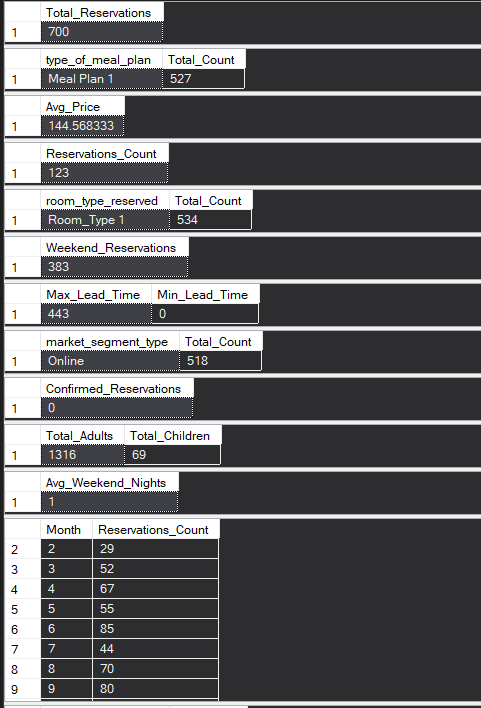 Total_Reservations
1 700
type_of_meal_plan Total_Count
1 Meal Plan 1 527
Avg_Price
1 144.568333
Reservations_Count
1 123
room_type_reserved Total_Count
1 Room_Type 1 534
Weekend_Reservations
1 383
Max_Lead_Time Min_Lead_Time
1 443 0
market_segment_type Total_Count
1 Online 518
Confirmed_Reservations
1 0
Total_Adults Total_Children
1 1316 69
Avg_Weekend_Nights
1 1
Month Reservations_Count
2 2 29
3 3 52
4 4 67
5 5 55
6 6 85
7 7 44
8 8 70
9 9 80